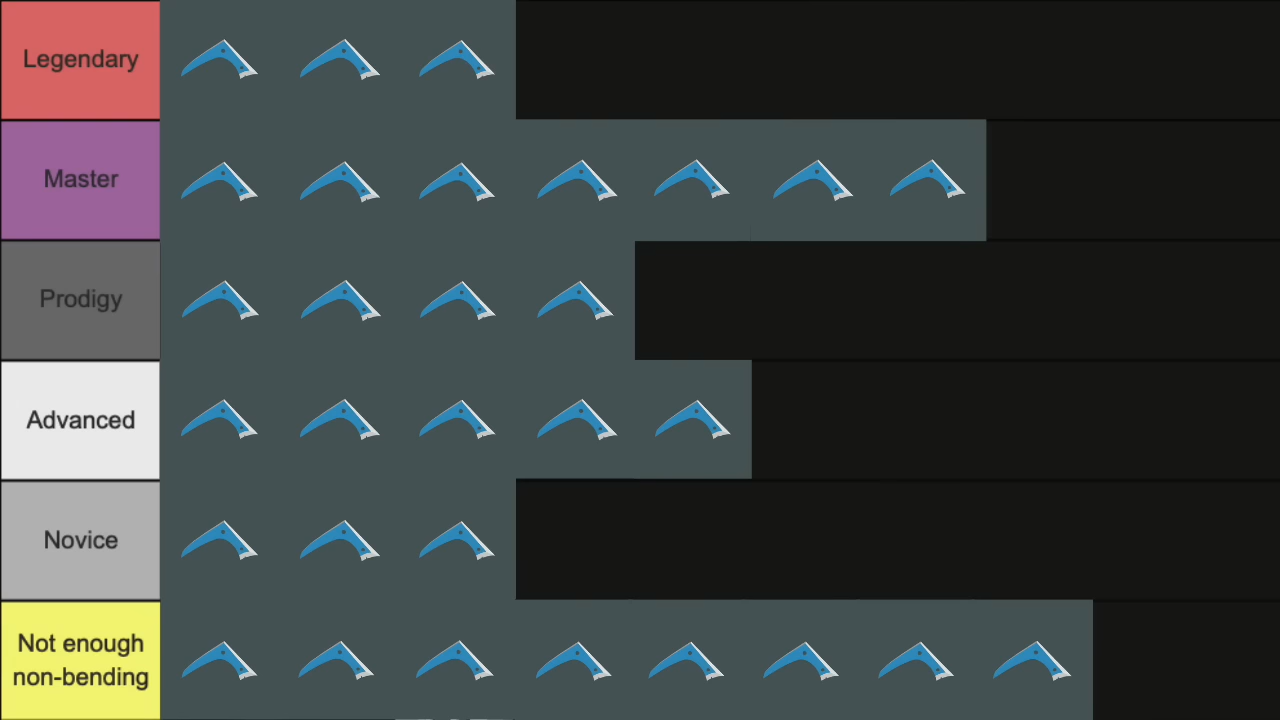 Legendary
Master
Prodigy
Advanced
Novice
Not enough
non-bending